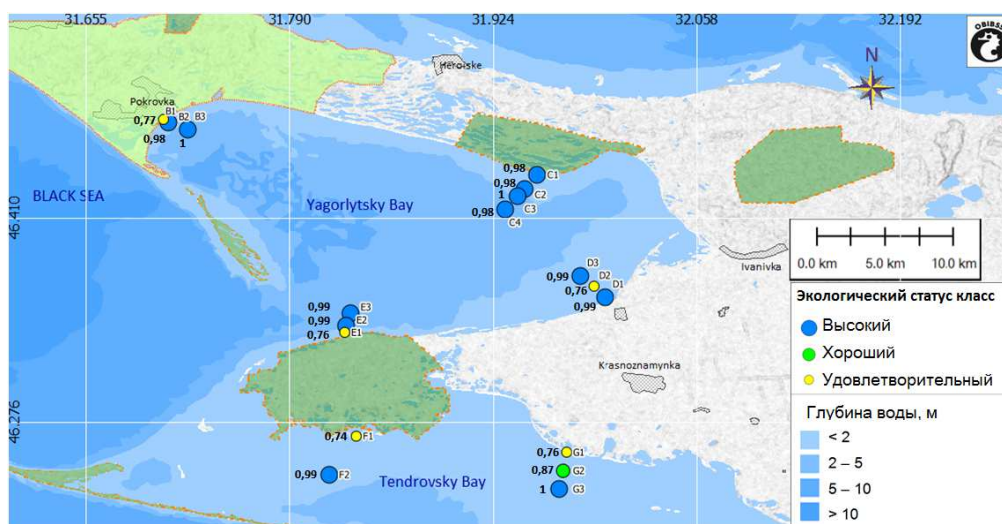 31.655 31.790 31.924 32.058 32.192
OBIBSS
N
Heroiske
Pokrovka
B1
0,77 B2 B3
0,98 1
0,98 C1
0,98
1 C2
C3
0,98
C4
BLACK SEA
Yagorlytsky Bay
46.410
Ivanivka
0.0 km 5.0 km 10.0 km
D3
0,99 D2
0,76 D1
0,99
0,99 E3
0,99 E2
0,76 E1
Экологический статус класс
Высокий
Хороший
Удовлетворительный
Krasnoznamynka
46.276
Глубина воды, м
< 2
2 – 5
5 – 10
> 10
0,74 F1
0,99 F2
Tendrovsky Bay
0,76 G1
0,87 G2
1 G3